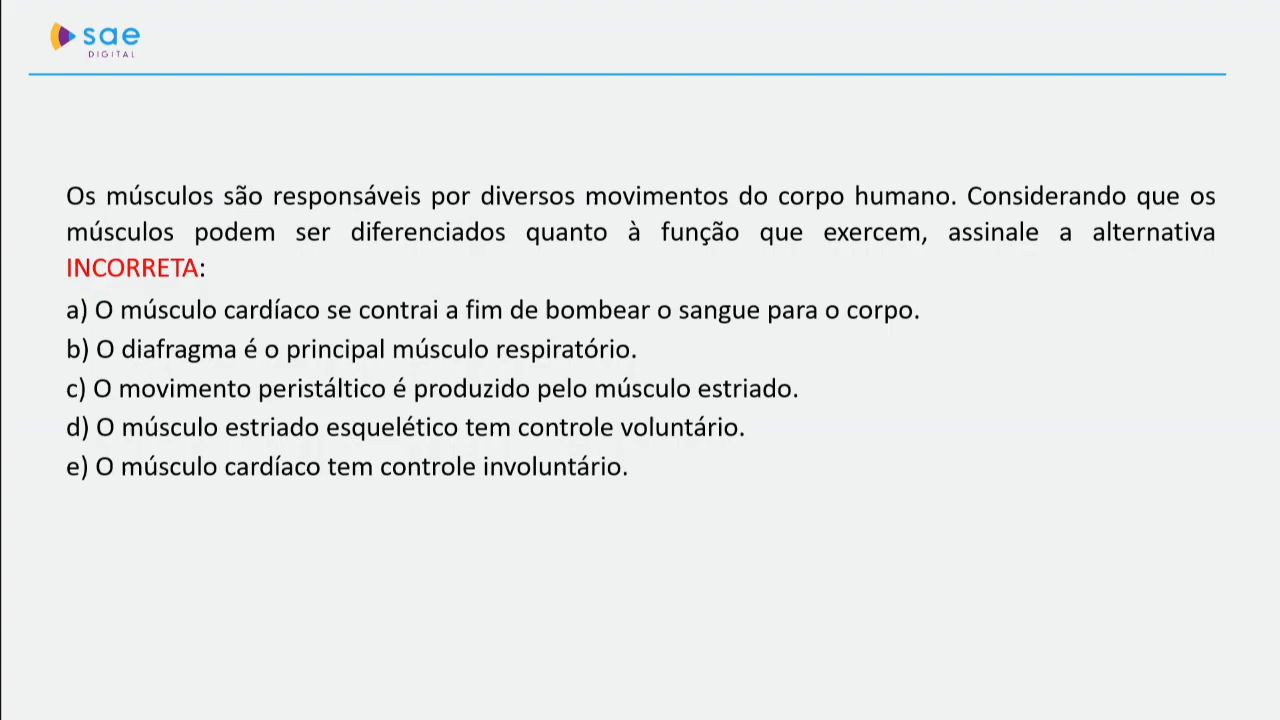 sae
DIGITAL
Os músculos são responsáveis por diversos movimentos do corpo humano. Considerando que os
músculos podem ser diferenciados quanto à função que exercem, assinale a alternativa
INCORRETA:
a) O músculo cardíaco se contrai a fim de bombear o sangue para o corpo.
b) O diafragma é o principal músculo respiratório.
c) O movimento peristáltico é produzido pelo músculo estriado.
d) O músculo estriado esquelético tem controle voluntário.
e) O músculo cardíaco tem controle involuntário.